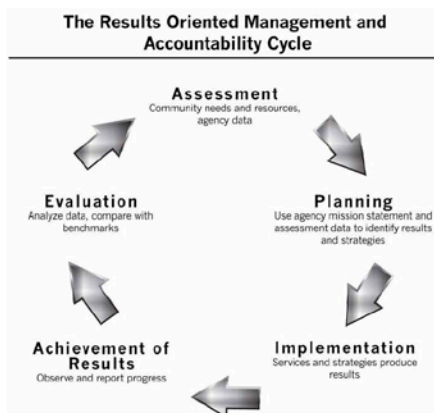 The Results Oriented Management and
Accountability Cycle
Assessment
Community needs and resources,
agency data
Planning
Use agency mission statement and
assessment data to identify results
and strategies
Implementation
Services and strategies produce
results
Achievement of
Results
Observe and report progress
Evaluation
Analyze data, compare with
benchmarks